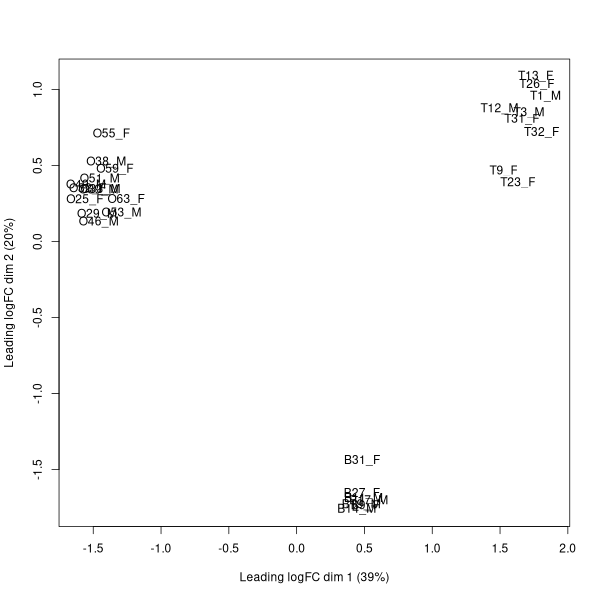 T13_F
T26_F
T1_M
T12_M
T3_M
T31_F
T32_F
T9_F
T23_F
O55_F
O38_M
O59_F
O51_M
O25_F
O63_F
O29_M
O53_M
O46_M
B31_F
B27_F
B14_M
-1.5
-1.0
-0.5
0.0
0.5
1.0
-1.5
-1.0
-0.5
0.0
0.5
1.0
1.5
2.0
Leading logFC dim 1 (39%)
Leading logFC dim 2 (20%)